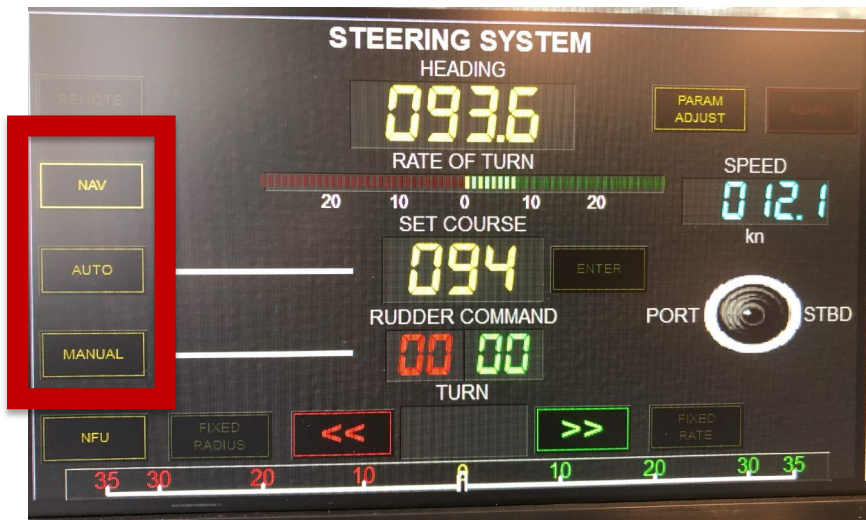 STEERING SYSTEM
HEADING
REMOTE
093.6
PARAM
ADJUST
ALARM
RATE OF TURN
SPEED
NAV
012.1
20 10 0 10 20
kn
SET COURSE
AUTO
094
ENTER
RUDDER COMMAND
PORT
STBD
MANUAL
00 00
TURN
NFU
FIXED
RADIUS
<<
>>
FIXED
RATE
35 30 20 10 0 10 20 30 35